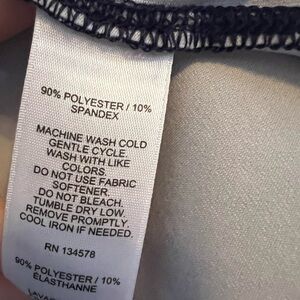 90% POLYESTER / 10%
SPANDEX
MACHINE WASH COLD
GENTLE CYCLE.
WASH WITH LIKE
COLORS.
DO NOT USE FABRIC
SOFTENER.
DO NOT BLEACH.
TUMBLE DRY LOW.
REMOVE PROMPTLY.
COOL IRON IF NEEDED.
RN 134578
90% POLYESTER / 10%
ELASTHANNE